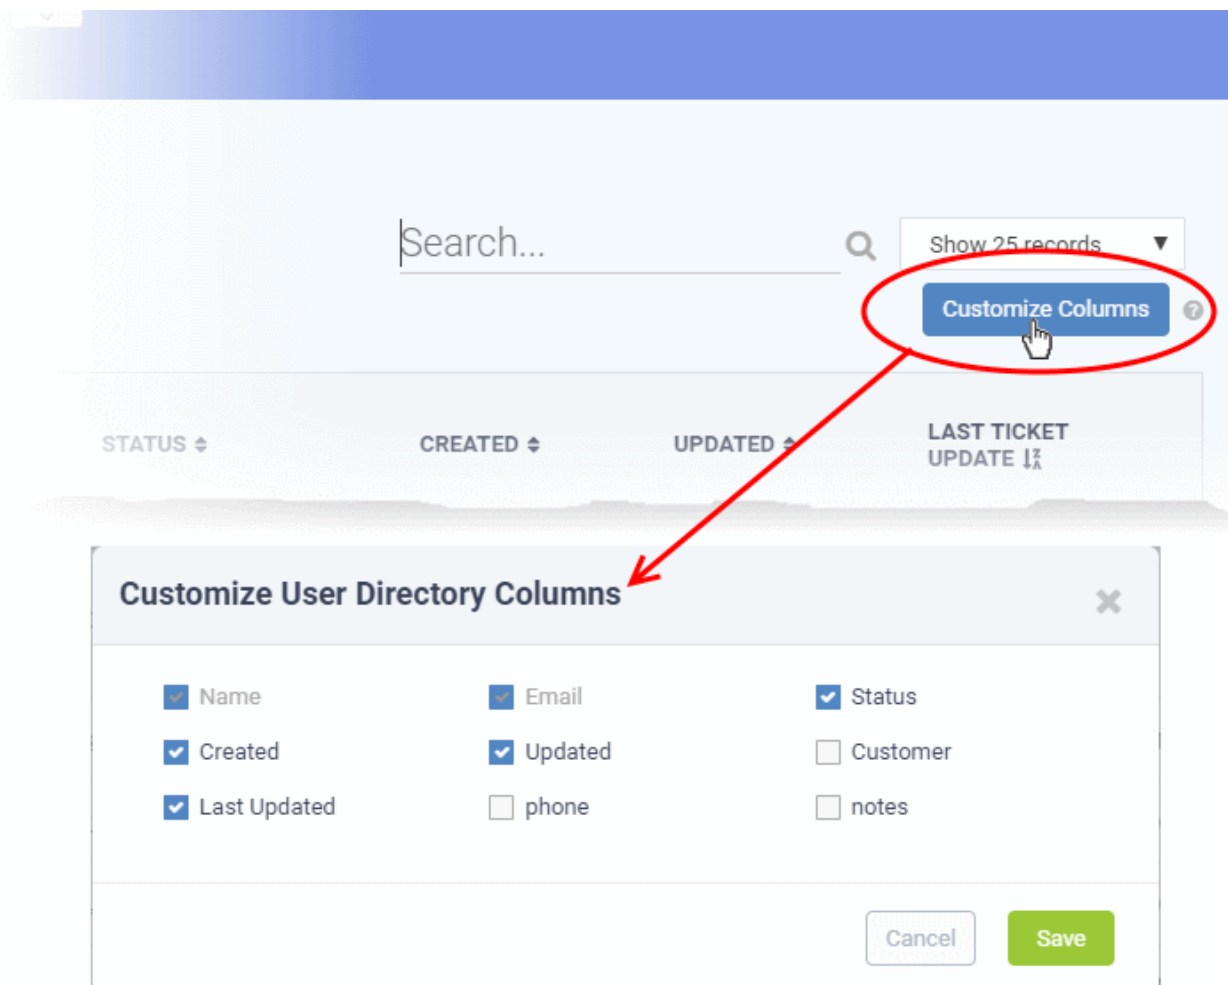 Search...
Show 25 records
Customize Columns
?
STATUS
CREATED
UPDATED
LAST TICKET
UPDATE
Customize User Directory Columns
Name
Email
Status
Created
Updated
Customer
Last Updated
phone
notes
Cancel
Save